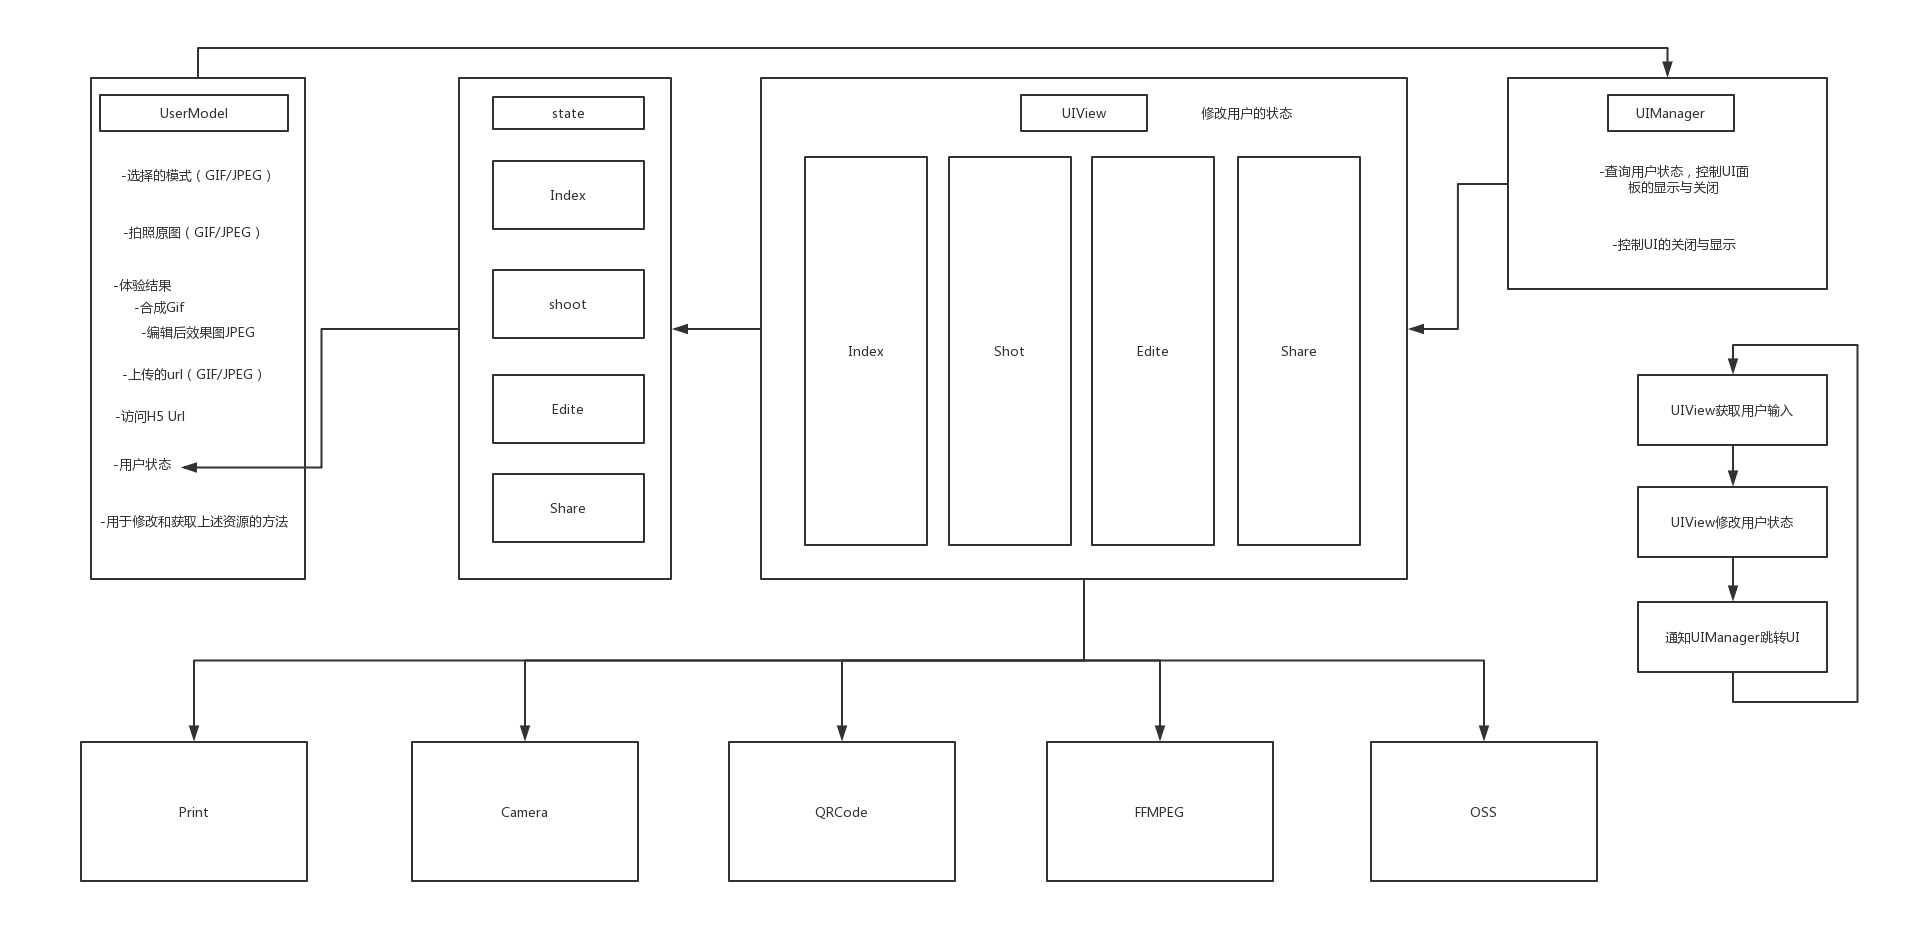 UserModel
-选择的模式（GIF/JPEG）
-拍照原图（GIF/JPEG）
-体验结果
-合成Gif
-编辑后效果图JPEG
-上传的url（GIF/JPEG）
-访问H5 Url
-用户状态
-用于修改和获取上述资源的方法
state
Index
shoot
Edite
Share
UIView
修改用户的状态
Index
Shot
Edite
Share
UIManager
-查询用户状态，控制UI面
板的显示与关闭
-控制UI的关闭与显示
UIView获取用户输入
UIView修改用户状态
通知UIManager跳转UI
Print
Camera
QRCode
FFMPEG
OSS